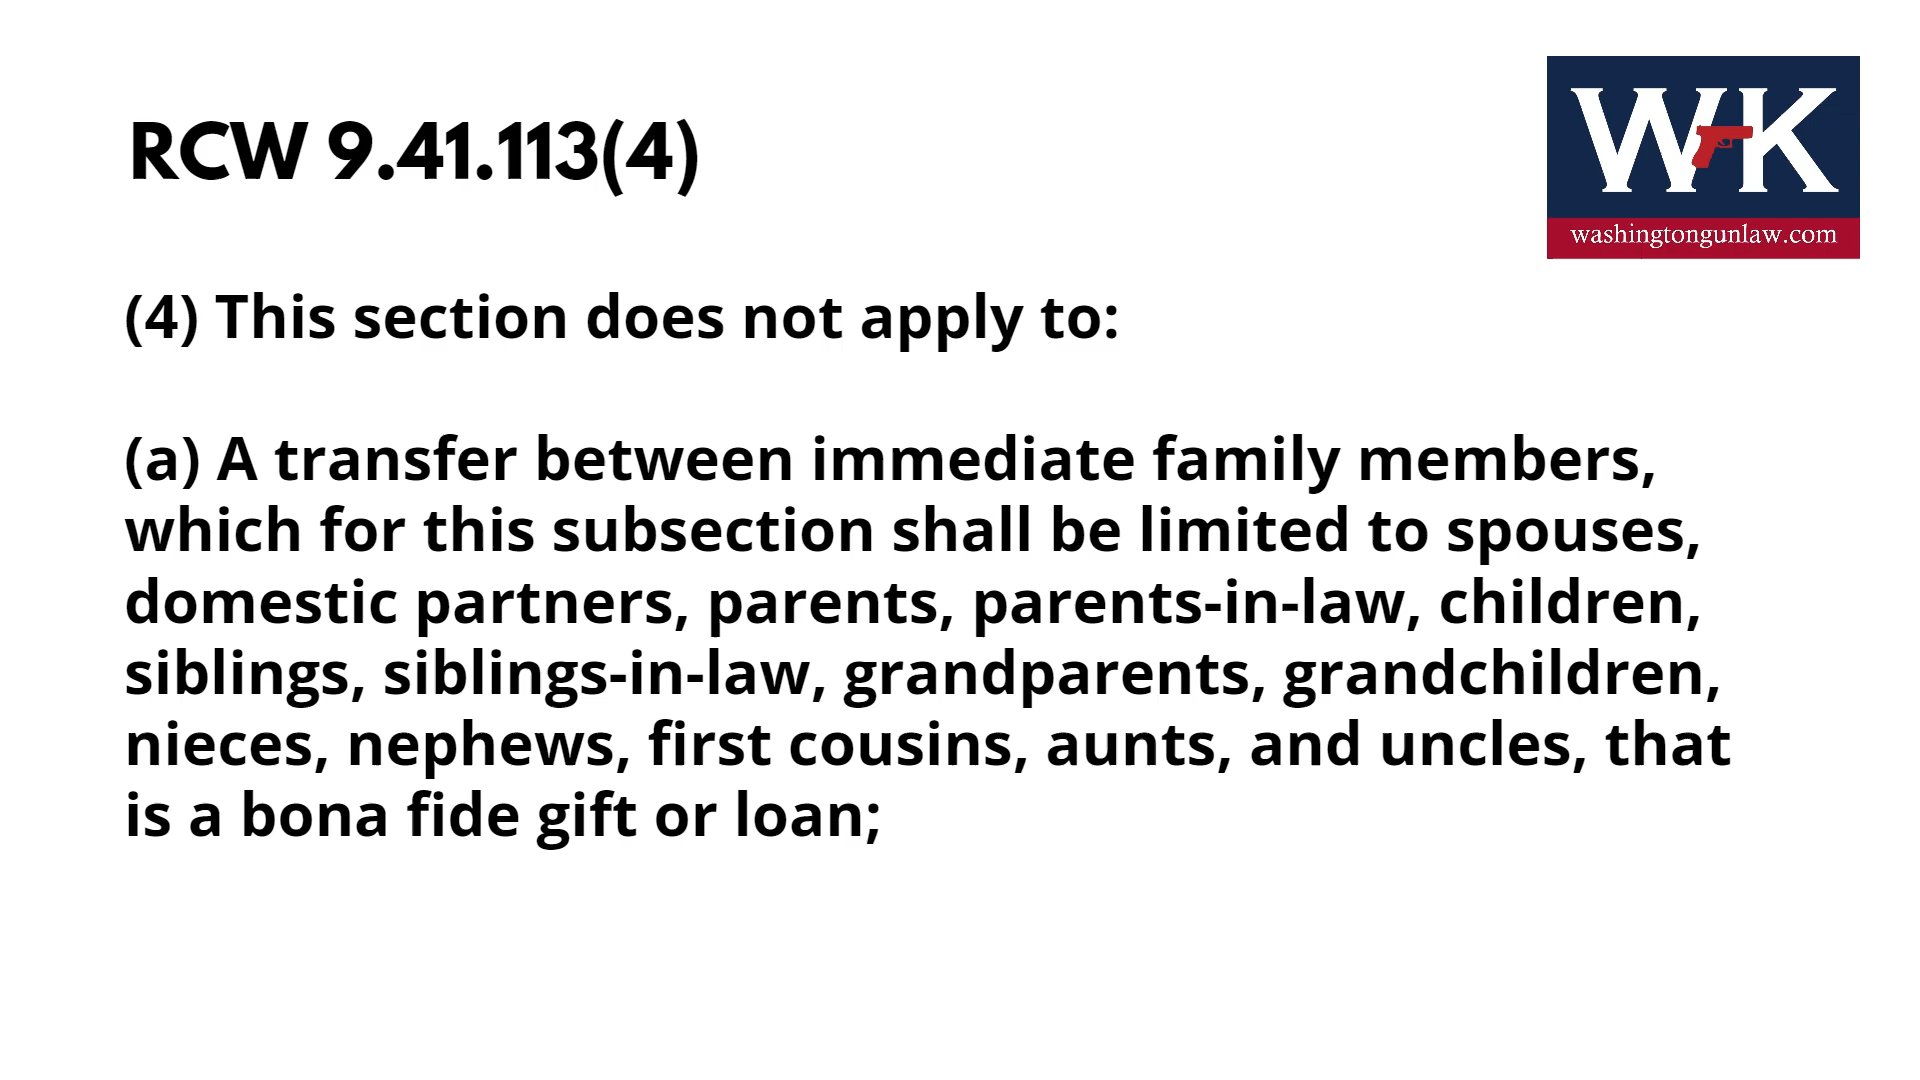 RCW 9.41.113(4)
WK
washingtongunlaw.com
(4) This section does not apply to:
(a) A transfer between immediate family members,
which for this subsection shall be limited to spouses,
domestic partners, parents, parents-in-law, children,
siblings, siblings-in-law, grandparents, grandchildren,
nieces, nephews, first cousins, aunts, and uncles, that
is a bona fide gift or loan;